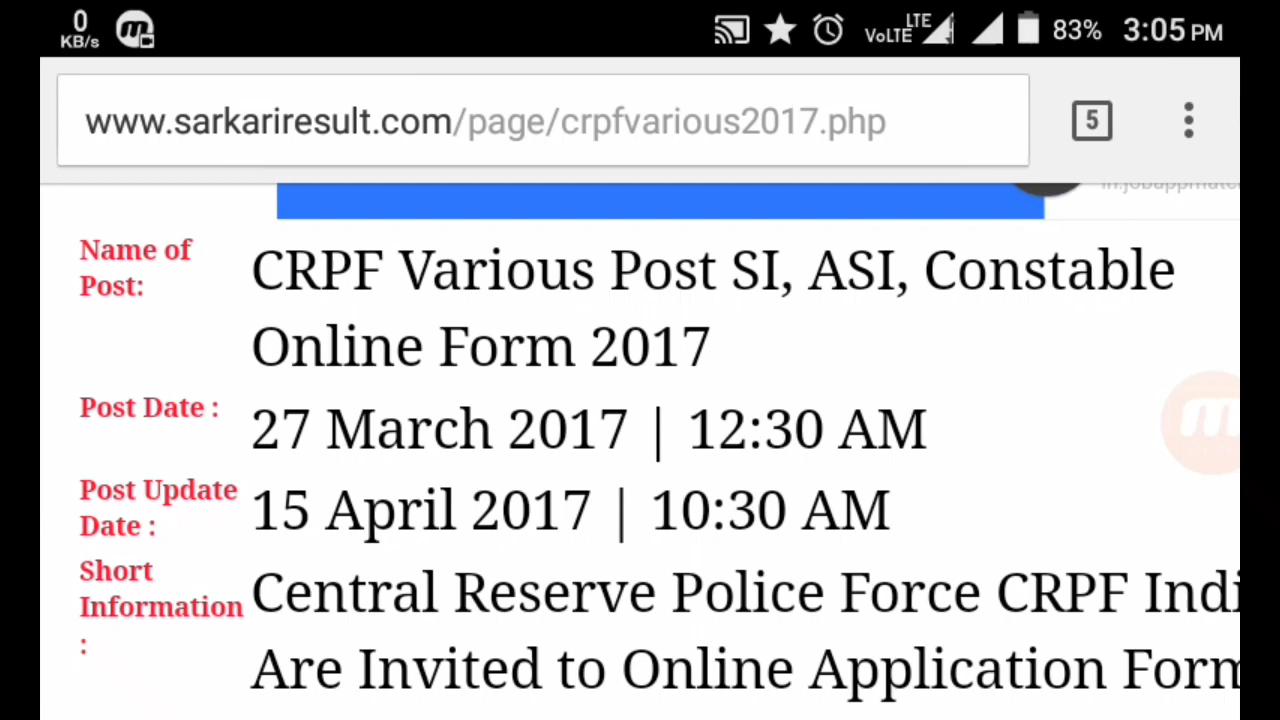 0
KB/s
VoLTE LTE 83% 3:05 PM
www.sarkariresult.com/page/crpfvarious2017.php
5
Name of
Post:
CRPF Various Post SI, ASI, Constable
Online Form 2017
Post Date :
27 March 2017 | 12:30 AM
Post Update
Date :
15 April 2017 | 10:30 AM
Short
Information
:
Central Reserve Police Force CRPF Indi
Are Invited to Online Application Form